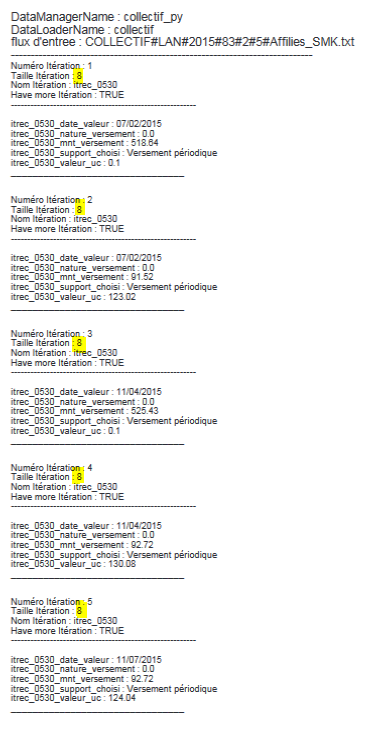 DataManagerName : collectif_py
DataLoaderName : collectif
flux d'entree : COLLECTIF#LAN#2015#83#2#5#Affilies_SMK.txt
Numéro Itération : 1
Taille Itération : 8
Nom Itération : itrec_0530
Have more Itération : TRUE
itrec_0530_date_valeur : 07/02/2015
itrec_0530_nature_versement : 0.0
itrec_0530_mnt_versement : 518.64
itrec_0530_support_choisi : Versement périodique
itrec_0530_valeur_uc : 0.1
Numéro Itération : 2
Taille Itération : 8
Nom Itération : itrec_0530
Have more Itération : TRUE
itrec_0530_date_valeur : 07/02/2015
itrec_0530_nature_versement : 0.0
itrec_0530_mnt_versement : 91.52
itrec_0530_support_choisi : Versement périodique
itrec_0530_valeur_uc : 123.02
Numéro Itération : 3
Taille Itération : 8
Nom Itération : itrec_0530
Have more Itération : TRUE
itrec_0530_date_valeur : 11/04/2015
itrec_0530_nature_versement : 0.0
itrec_0530_mnt_versement : 525.43
itrec_0530_support_choisi : Versement périodique
itrec_0530_valeur_uc : 0.1
Numéro Itération : 4
Taille Itération : 8
Nom Itération : itrec_0530
Have more Itération : TRUE
itrec_0530_date_valeur : 11/04/2015
itrec_0530_nature_versement : 0.0
itrec_0530_mnt_versement : 92.72
itrec_0530_support_choisi : Versement périodique
itrec_0530_valeur_uc : 130.08
Numéro Itération : 5
Taille Itération : 8
Nom Itération : itrec_0530
Have more Itération : TRUE
itrec_0530_date_valeur : 11/07/2015
itrec_0530_nature_versement : 0.0
itrec_0530_mnt_versement : 92.72
itrec_0530_support_choisi : Versement périodique
itrec_0530_valeur_uc : 124.04